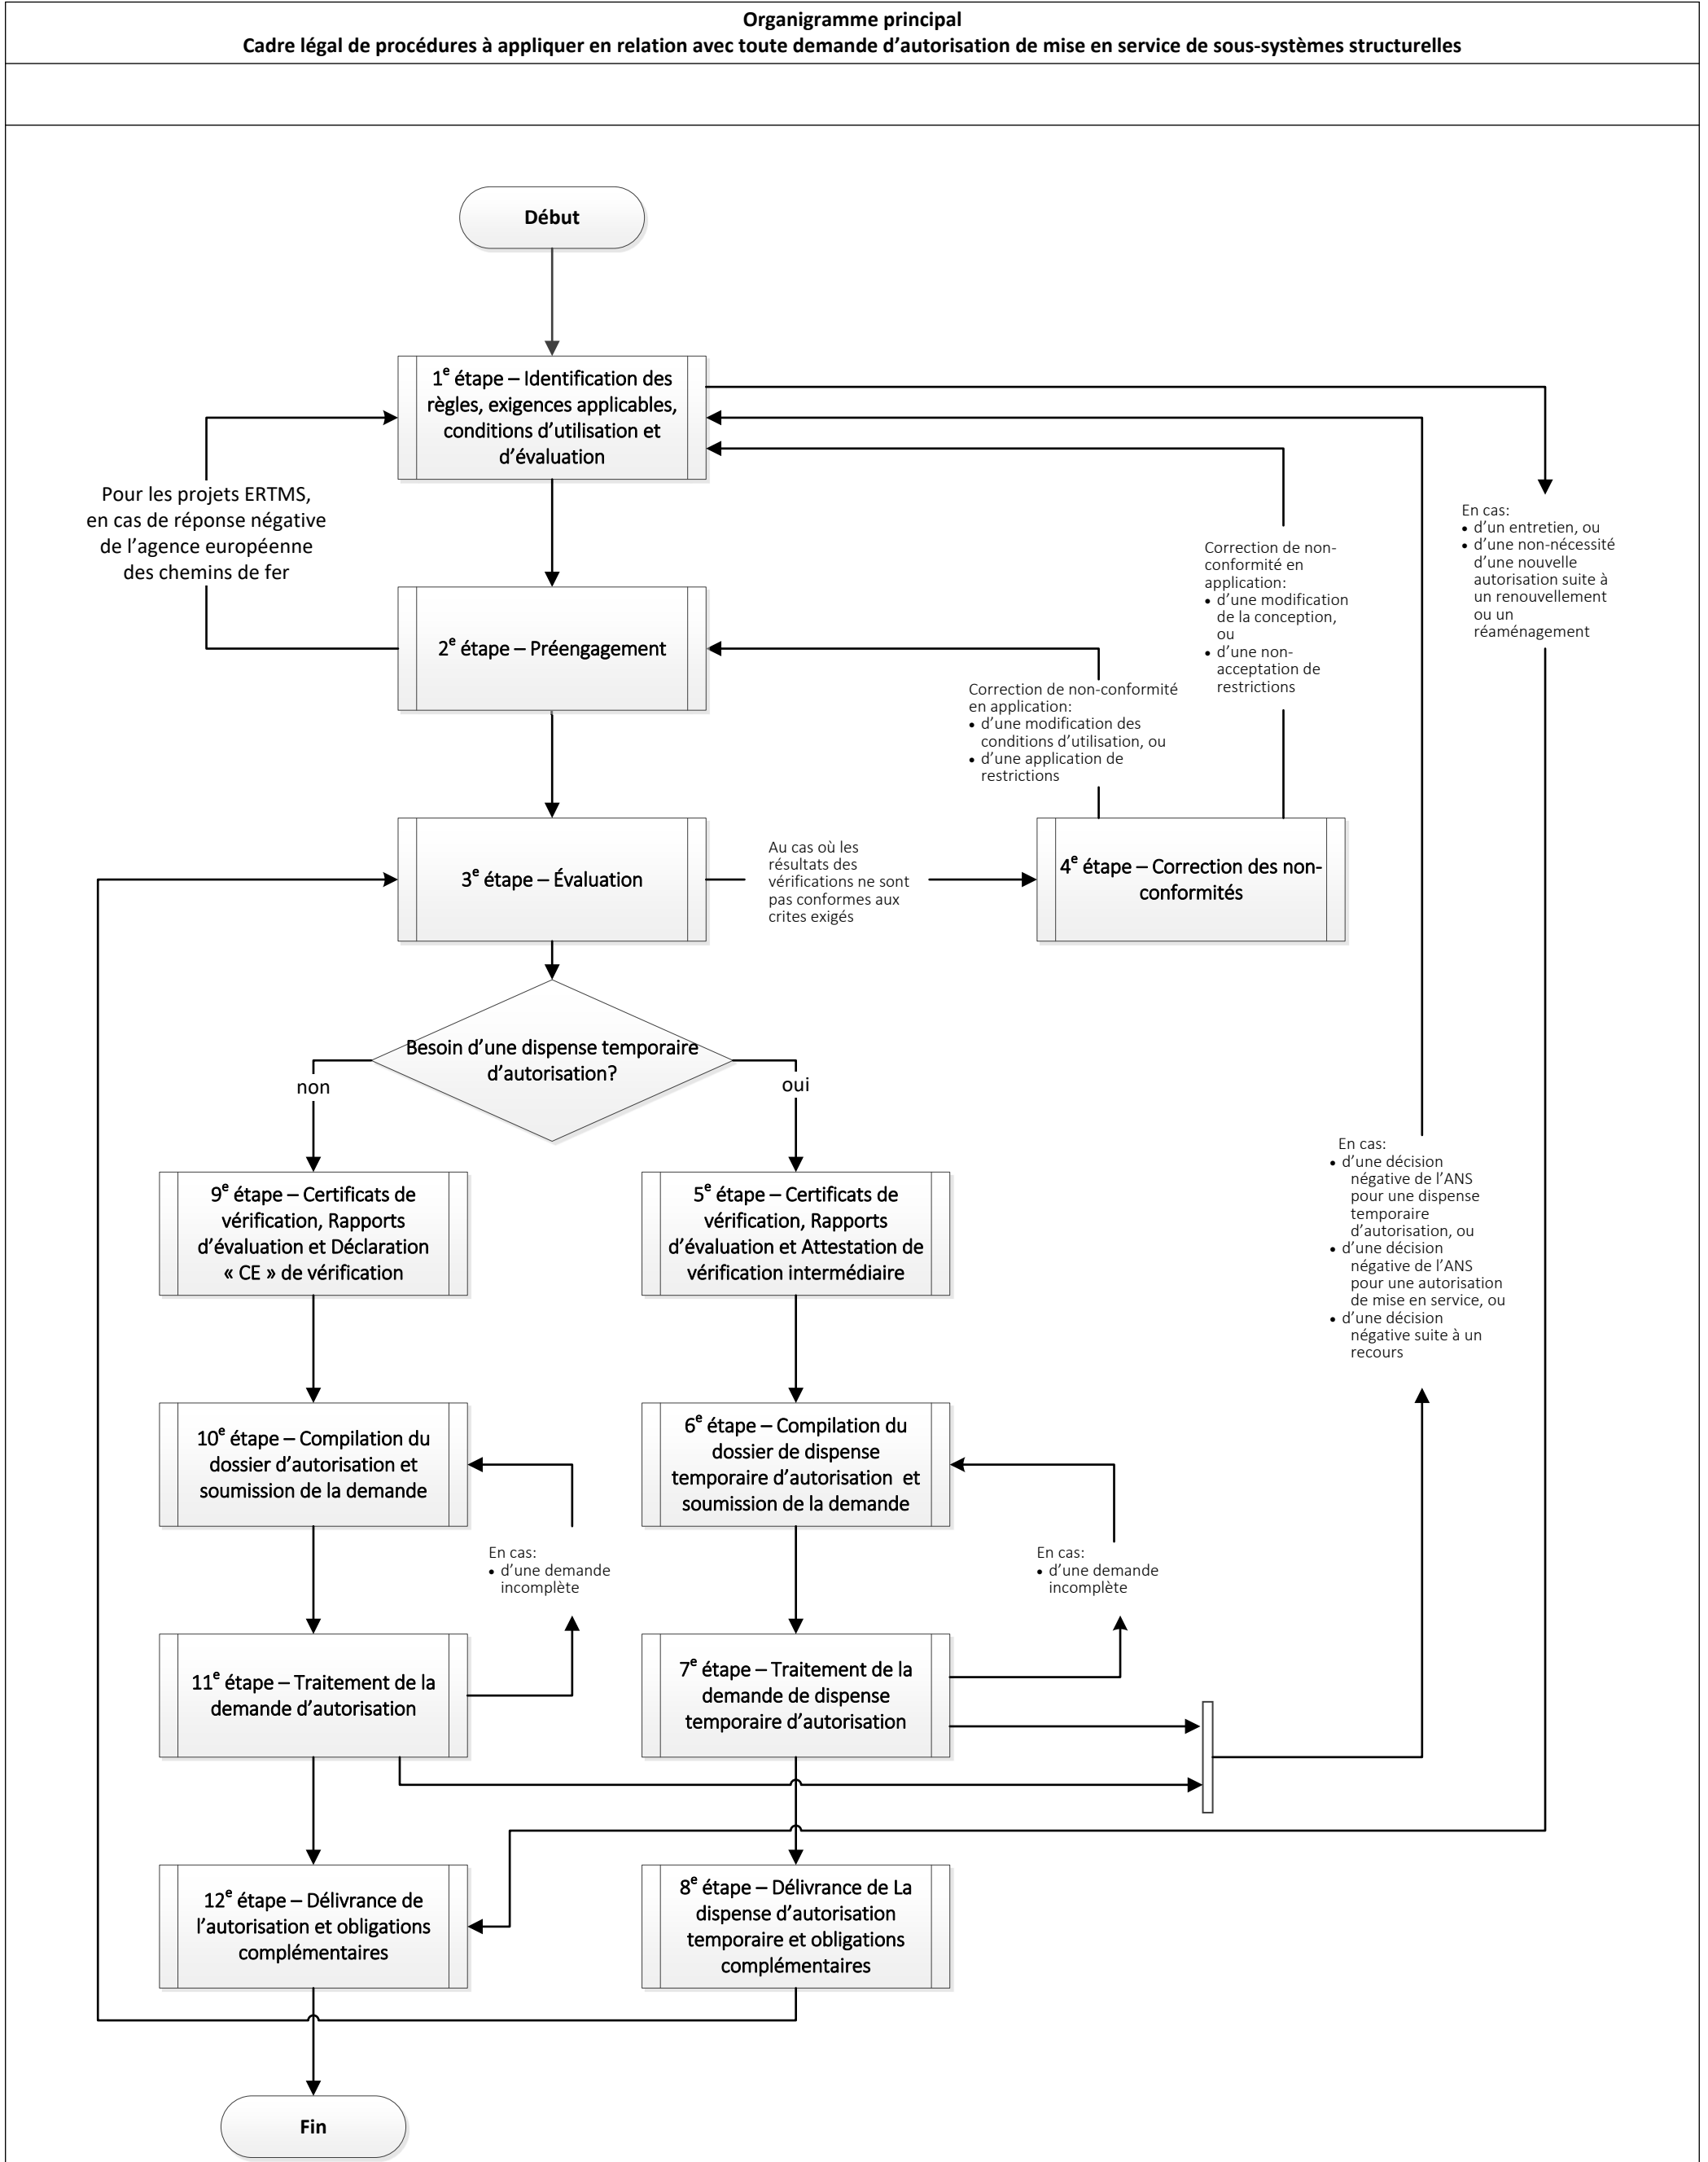 Organigramme principal
Cadre légal de procédures à appliquer en relation avec toute demande d’autorisation de mise en service de sous-systèmes structurelles
Début
1e étape – Identification des
règles, exigences applicables,
conditions d’utilisation et
d’évaluation
Pour les projets ERTMS,
en cas de réponse négative
de l’agence européenne
des chemins de fer
En cas:
• d’un entretien, ou
• d’une non-nécessité
d’une nouvelle
autorisation suite à
un renouvellement
ou un
réaménagement
Correction de non-
conformité en
application:
• d’une modification
de la conception,
ou
• d’une non-
acceptation de
restrictions
2e étape – Préengagement
Correction de non-conformité
en application:
• d’une modification des
conditions d’utilisation, ou
• d’une application de
restrictions
3e étape – Évaluation
Au cas où les
résultats des
vérifications ne sont
pas conformes aux
crites exigés
4e étape – Correction des non-
conformités
Besoin d’une dispense temporaire
d’autorisation?
non
oui
9e étape – Certificats de
vérification, Rapports
d’évaluation et Déclaration
« CE » de vérification
5e étape – Certificats de
vérification, Rapports
d’évaluation et Attestation de
vérification intermédiaire
En cas:
• d’une décision
négative de l’ANS
pour une dispense
temporaire
d’autorisation, ou
• d’une décision
négative de l’ANS
pour une autorisation
de mise en service, ou
• d’une décision
négative suite à un
recours
10e étape – Compilation du
dossier d’autorisation et
soumission de la demande
6e étape – Compilation du
dossier de dispense
temporaire d’autorisation et
soumission de la demande
En cas:
• d’une demande
incomplète
En cas:
• d’une demande
incomplète
11e étape – Traitement de la
demande d’autorisation
7e étape – Traitement de la
demande de dispense
temporaire d’autorisation
12e étape – Délivrance de
l’autorisation et obligations
complémentaires
8e étape – Délivrance de La
dispense d’autorisation
temporaire et obligations
complémentaires
Fin